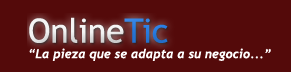 OnlineTic
“La pieza que se adapta a su negocio...”